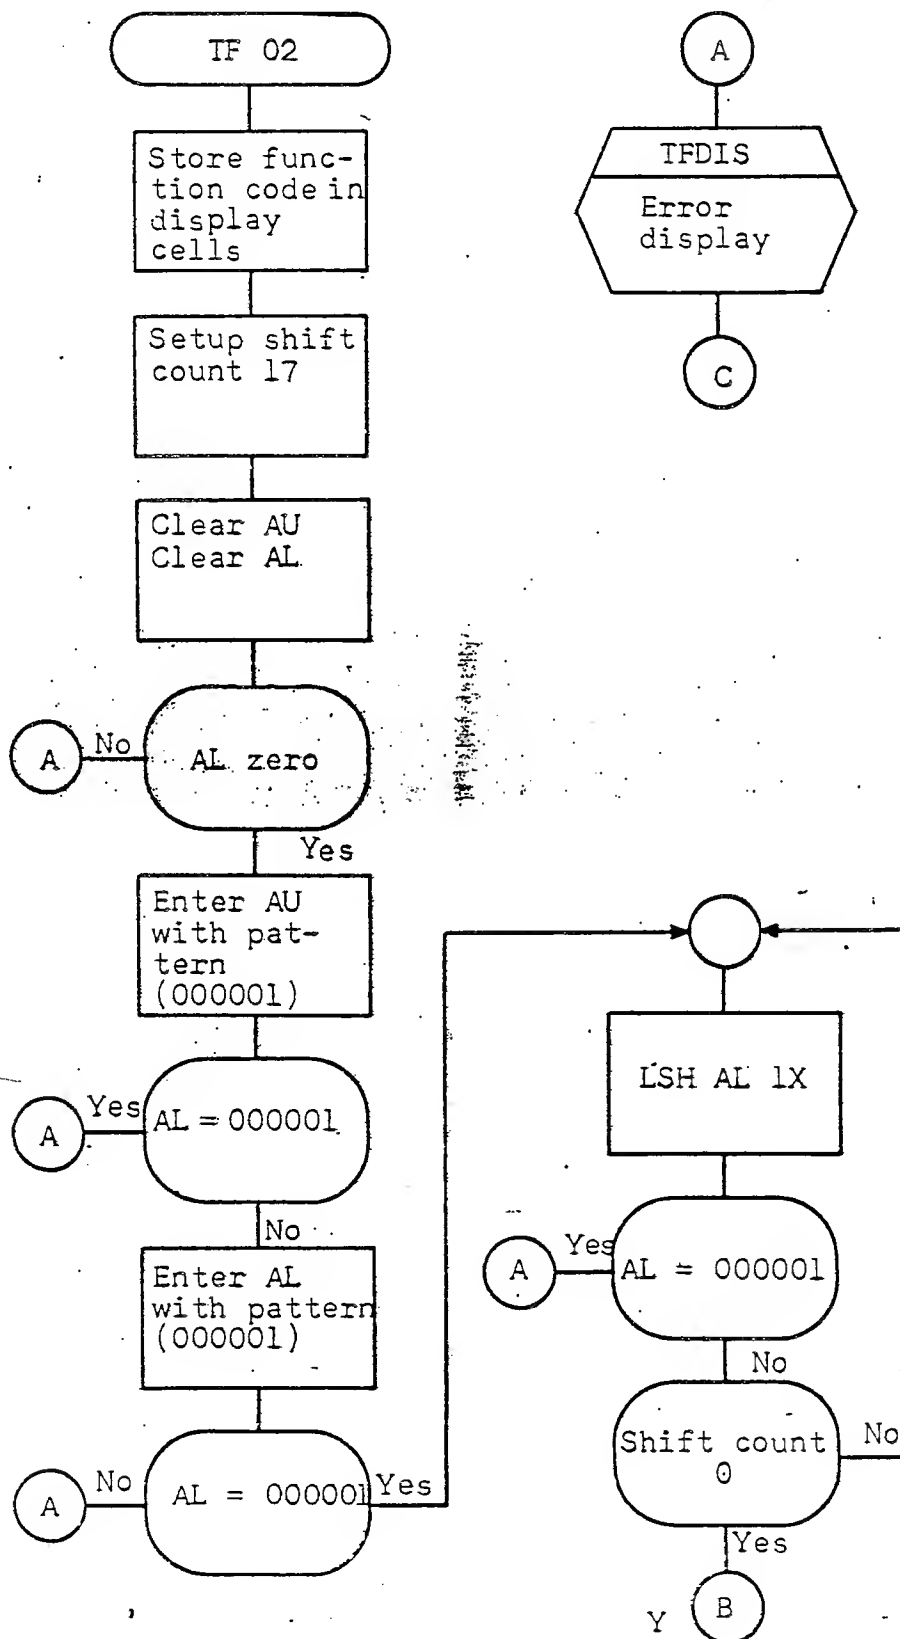 TF 02
Store func-
tion code in
display
cells
Setup shift
count 17
Clear AU
Clear AL
A
No
AL zero
Yes
Enter AU
with pat-
tern
(000001)
A
Yes
AL = 000001
No
Enter AL
with pattern
(000001)
A
No
AL = 000001
Yes
A
TFDIS
Error
display
C
LSH AL 1X
A
Yes
AL = 000001
No
Shift count
0
No
Yes
Y
B